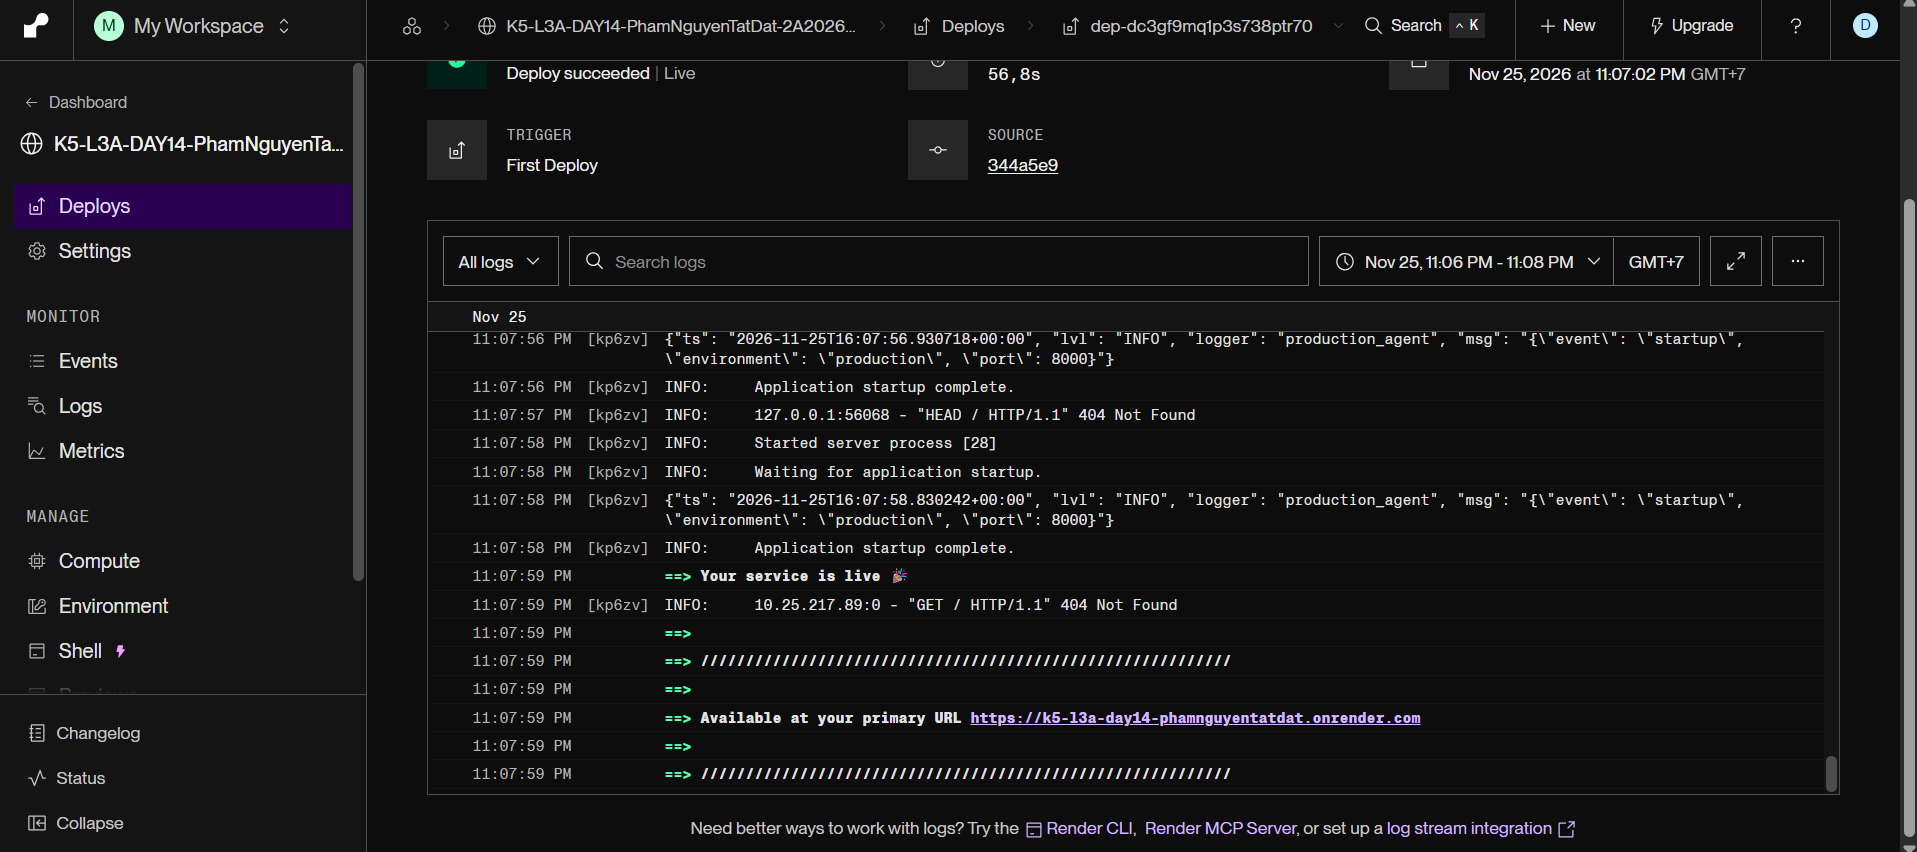 M My Workspace
K5-L3A-DAY14-PhamNguyenTatDat-2A2026...
Deploys
dep-dc3gf9mq1p3s738ptr70
Search ^ K
+ New
Upgrade
?
D
← Dashboard
K5-L3A-DAY14-PhamNguyenTa...
Deploys
Settings
MONITOR
Events
Logs
Metrics
MANAGE
Compute
Environment
Shell
Changelog
Status
Collapse
Deploy succeeded | Live
56,8s
Nov 25, 2026 at 11:07:02 PM GMT+7
TRIGGER
First Deploy
SOURCE
344a5e9
All logs
Search logs
Nov 25, 11:06 PM - 11:08 PM
GMT+7
...
Nov 25
11:07:56 PM [kp6zv] {"ts": "2026-11-25T16:07:56.930718+00:00", "lvl": "INFO", "logger": "production_agent", "msg": "{\"event\": \"startup\",
\"environment\": \"production\", \"port\": 8000}"}
11:07:56 PM [kp6zv] INFO: Application startup complete.
11:07:57 PM [kp6zv] INFO: 127.0.0.1:56068 - "HEAD / HTTP/1.1" 404 Not Found
11:07:58 PM [kp6zv] INFO: Started server process [28]
11:07:58 PM [kp6zv] INFO: Waiting for application startup.
11:07:58 PM [kp6zv] {"ts": "2026-11-25T16:07:58.830242+00:00", "lvl": "INFO", "logger": "production_agent", "msg": "{\"event\": \"startup\",
\"environment\": \"production\", \"port\": 8000}"}
11:07:58 PM [kp6zv] INFO: Application startup complete.
11:07:59 PM ==> Your service is live 🎉
11:07:59 PM [kp6zv] INFO: 10.25.217.89:0 - "GET / HTTP/1.1" 404 Not Found
11:07:59 PM ==>
11:07:59 PM ==> ///////////////////////////////////////////////////////////
11:07:59 PM ==>
11:07:59 PM ==> Available at your primary URL https://k5-l3a-day14-phamnguyentatdat.onrender.com
11:07:59 PM ==>
11:07:59 PM ==> ///////////////////////////////////////////////////////////
Need better ways to work with logs? Try the Render CLI, Render MCP Server, or set up a log stream integration